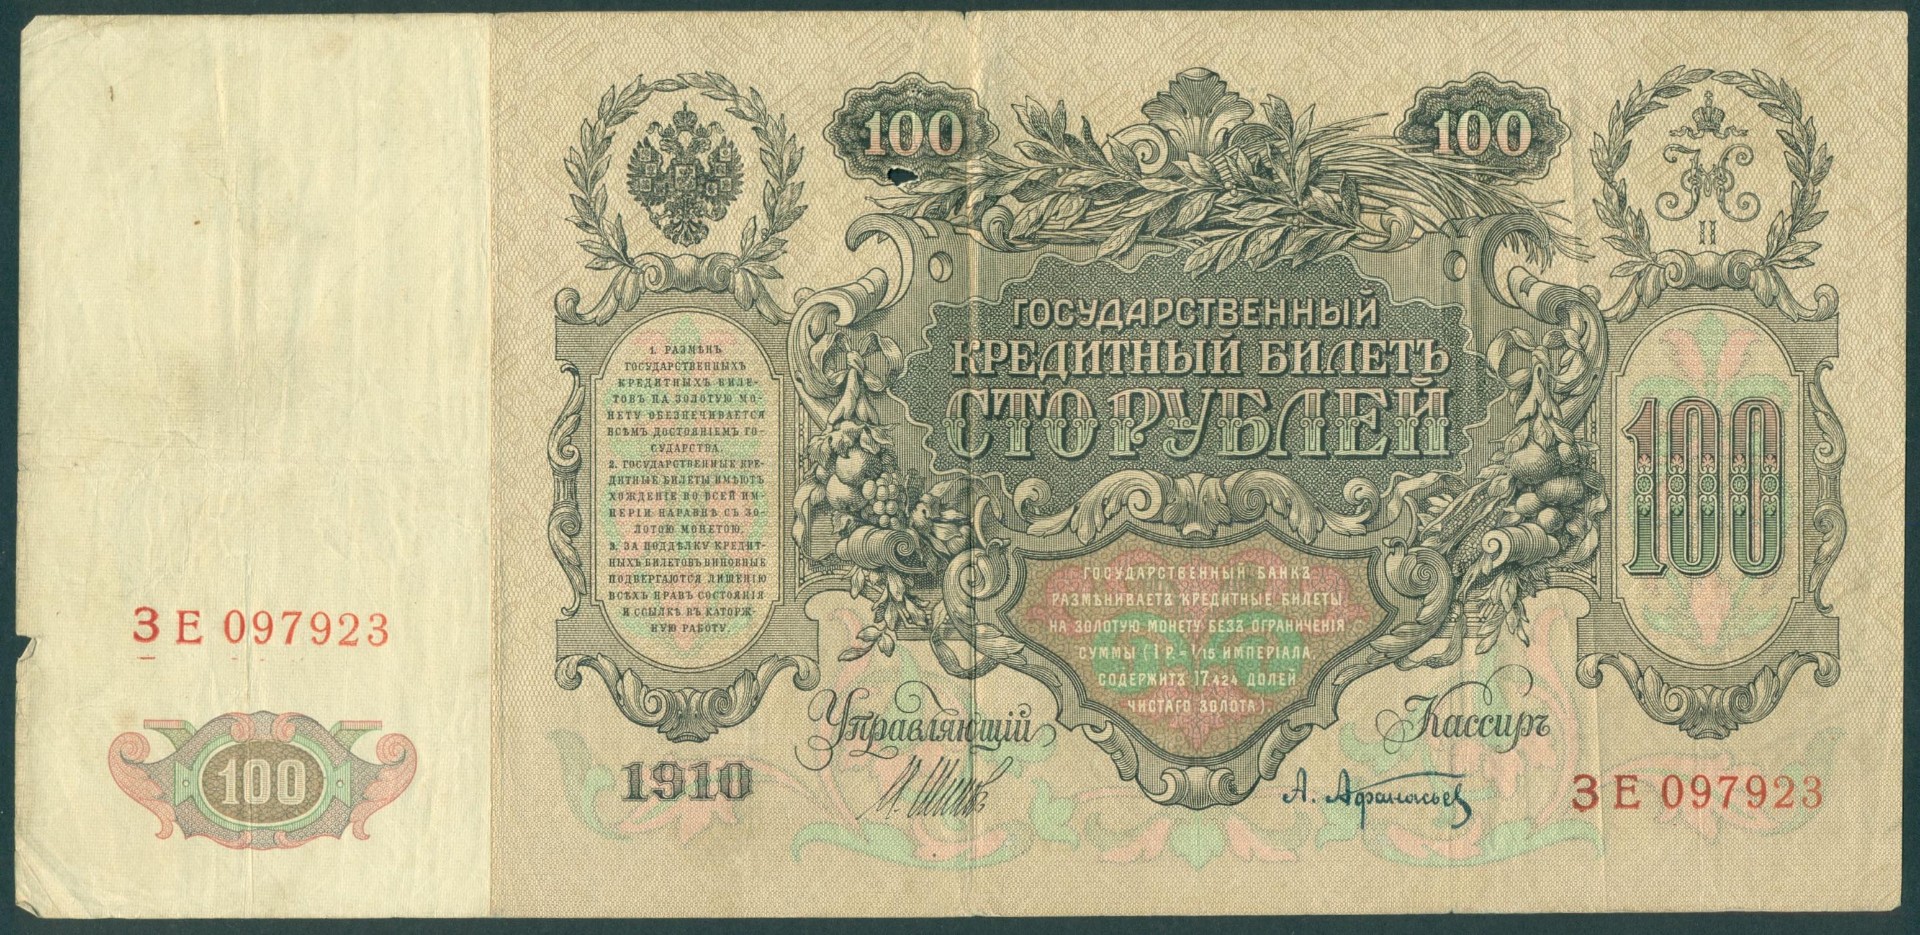 100
100
II
ГОСУДАРСТВЕННЫЙ
КРЕДИТНЫЙ БИЛЕТЪ
СТО РУБЛЕЙ
1. РАЗМѢНЪ
ГОСУДАРСТВЕННЫХЪ
КРЕДИТНЫХЪ БИЛЕ-
ТОВЪ НА ЗОЛОТУЮ МО-
НЕТУ ОБЕЗПЕЧИВАЕТСЯ
ВСѢМЪ ДОСТОЯНІЕМЪ ГО-
СУДАРСТВА.
2. ГОСУДАРСТВЕННЫЕ КРЕ-
ДИТНЫЕ БИЛЕТЫ ИМѢЮТЪ
ХОЖДЕНІЕ ВО ВСЕЙ ИМ-
ПЕРІИ НАРАВНѢ СЪ ЗО-
ЛОТОЮ МОНЕТОЮ.
3. ЗА ПОДДѢЛКУ КРЕДИТ-
НЫХЪ БИЛЕТОВЪ ВИНОВНЫЕ
ПОДВЕРГАЮТСЯ ЛИШЕНІЮ
ВСѢХЪ ПРАВЪ СОСТОЯНІЯ
И ССЫЛКѢ ВЪ КАТОРЖ-
НУЮ РАБОТУ.
100
ГОСУДАРСТВЕННЫЙ БАНКЪ
РАЗМѢНИВАЕТЪ КРЕДИТНЫЕ БИЛЕТЫ
НА ЗОЛОТУЮ МОНЕТУ БЕЗЪ ОГРАНИЧЕНІЯ
СУММЫ (1 Р.= 1/15 ИМПЕРІАЛА,
СОДЕРЖИТЪ 17,424 ДОЛЕЙ
ЧИСТАГО ЗОЛОТА).
ЗЕ 097923
100
Управляющій
Кассиръ
1910
И. Шиповъ
А. Афанасьевъ
ЗЕ 097923